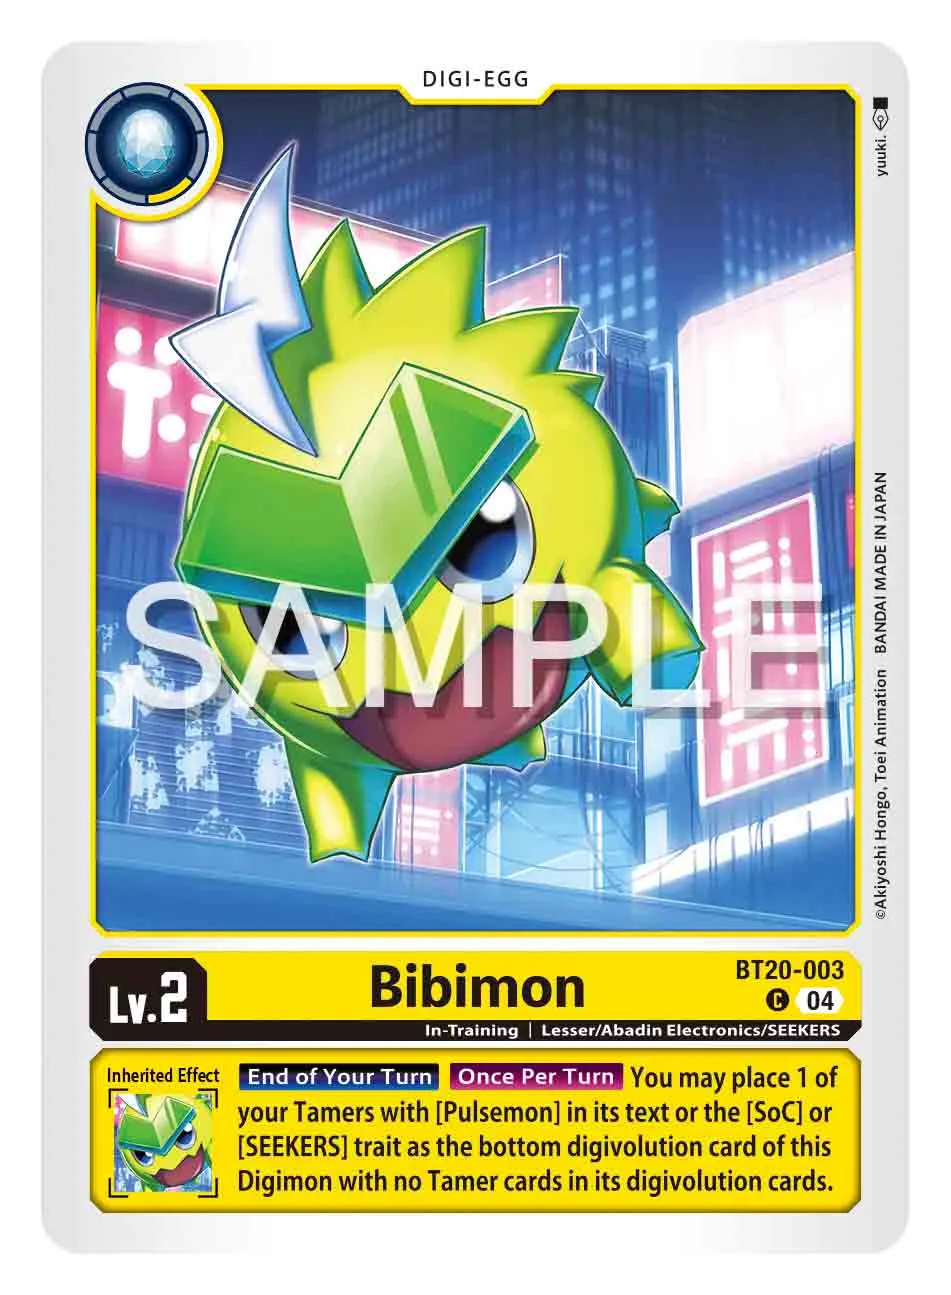 DIGI-EGG
yuuki.
SAMPLE
©Akiyoshi Hongo, Toei Animation BANDAI MADE IN JAPAN
Lv.2
Bibimon
BT20-003
C 04
In-Training | Lesser/Abadin Electronics/SEEKERS
Inherited Effect
End of Your Turn Once Per Turn You may place 1 of
your Tamers with [Pulsemon] in its text or the [SoC] or
[SEEKERS] trait as the bottom digivolution card of this
Digimon with no Tamer cards in its digivolution cards.